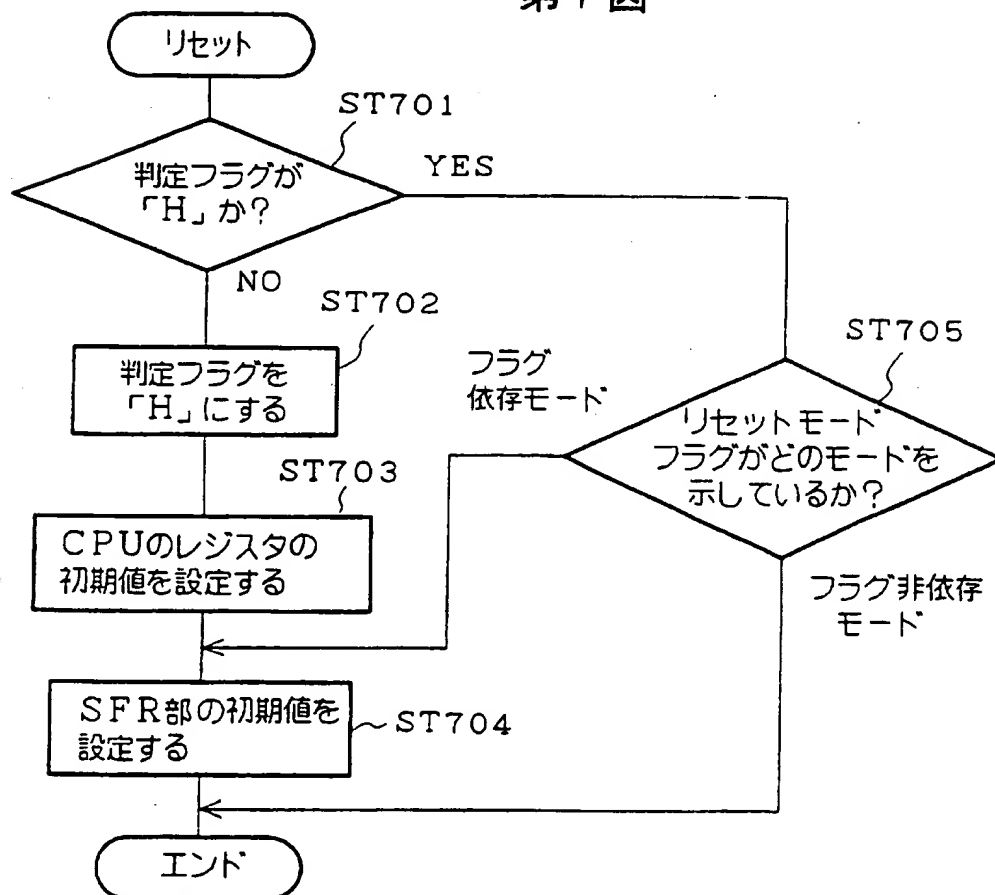 リセット
ST701
判定フラグが
「H」か?
YES
NO
ST702
判定フラグを
「H」にする
フラグ
依存モード
ST705
リセットモード
フラグがどのモードを
示しているか?
ST703
CPUのレジスタの
初期値を設定する
フラグ非依存
モード
SFR部の初期値を
設定する
ST704
エンド